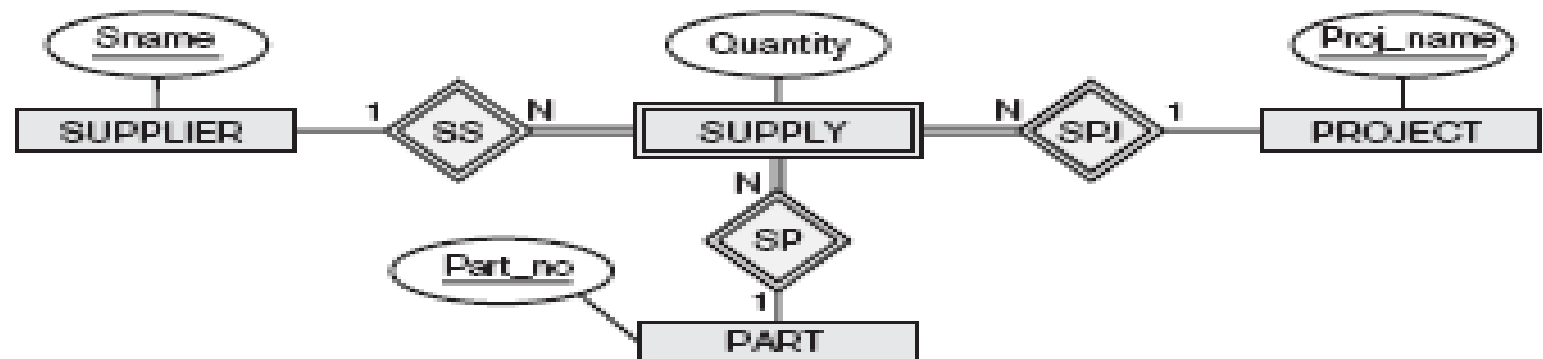 Sname
Quantity
Proj_name
1
N
N
1
SUPPLIER
SS
SUPPLY
SPJ
PROJECT
N
SP
Part_no
1
PART